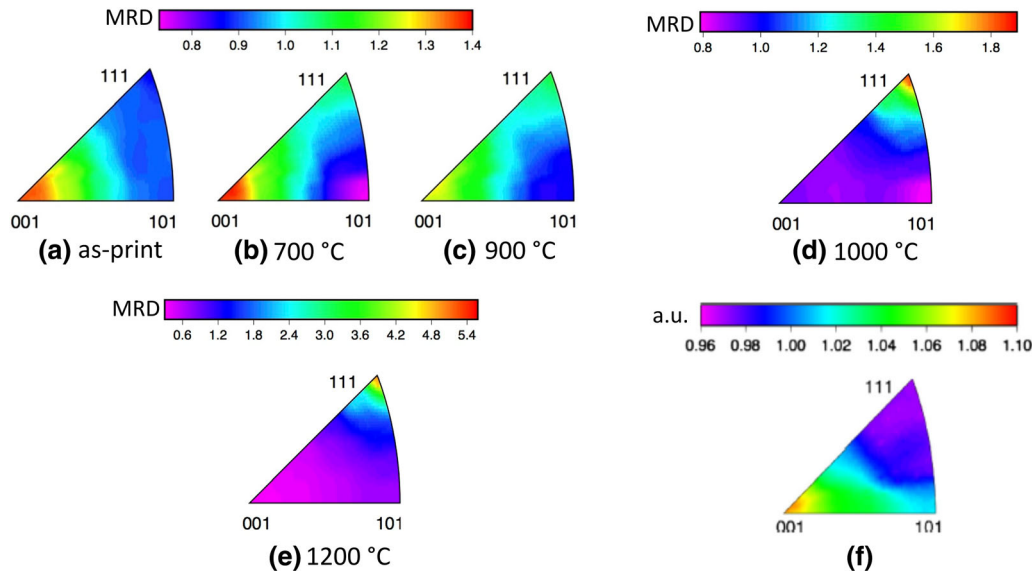 MRD
0.8 0.9 1.0 1.1 1.2 1.3 1.4
MRD
0.8 1.0 1.2 1.4 1.6 1.8
111
111
111
111
001 101
001 101
001 101
001 101
(a) as-print
(b) 700 °C
(c) 900 °C
(d) 1000 °C
MRD
0.6 1.2 1.8 2.4 3.0 3.6 4.2 4.8 5.4
a.u.
0.96 0.98 1.00 1.02 1.04 1.06 1.08 1.10
111
111
001 101
001 101
(e) 1200 °C
(f)